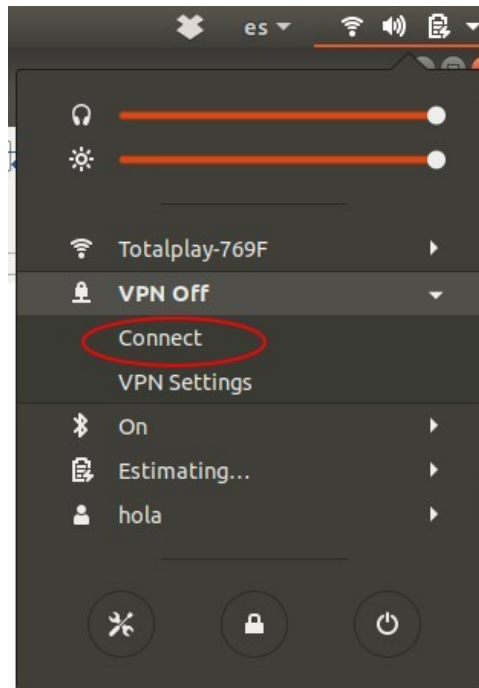 es
Totalplay-769F
VPN Off
Connect
VPN Settings
On
Estimating...
hola